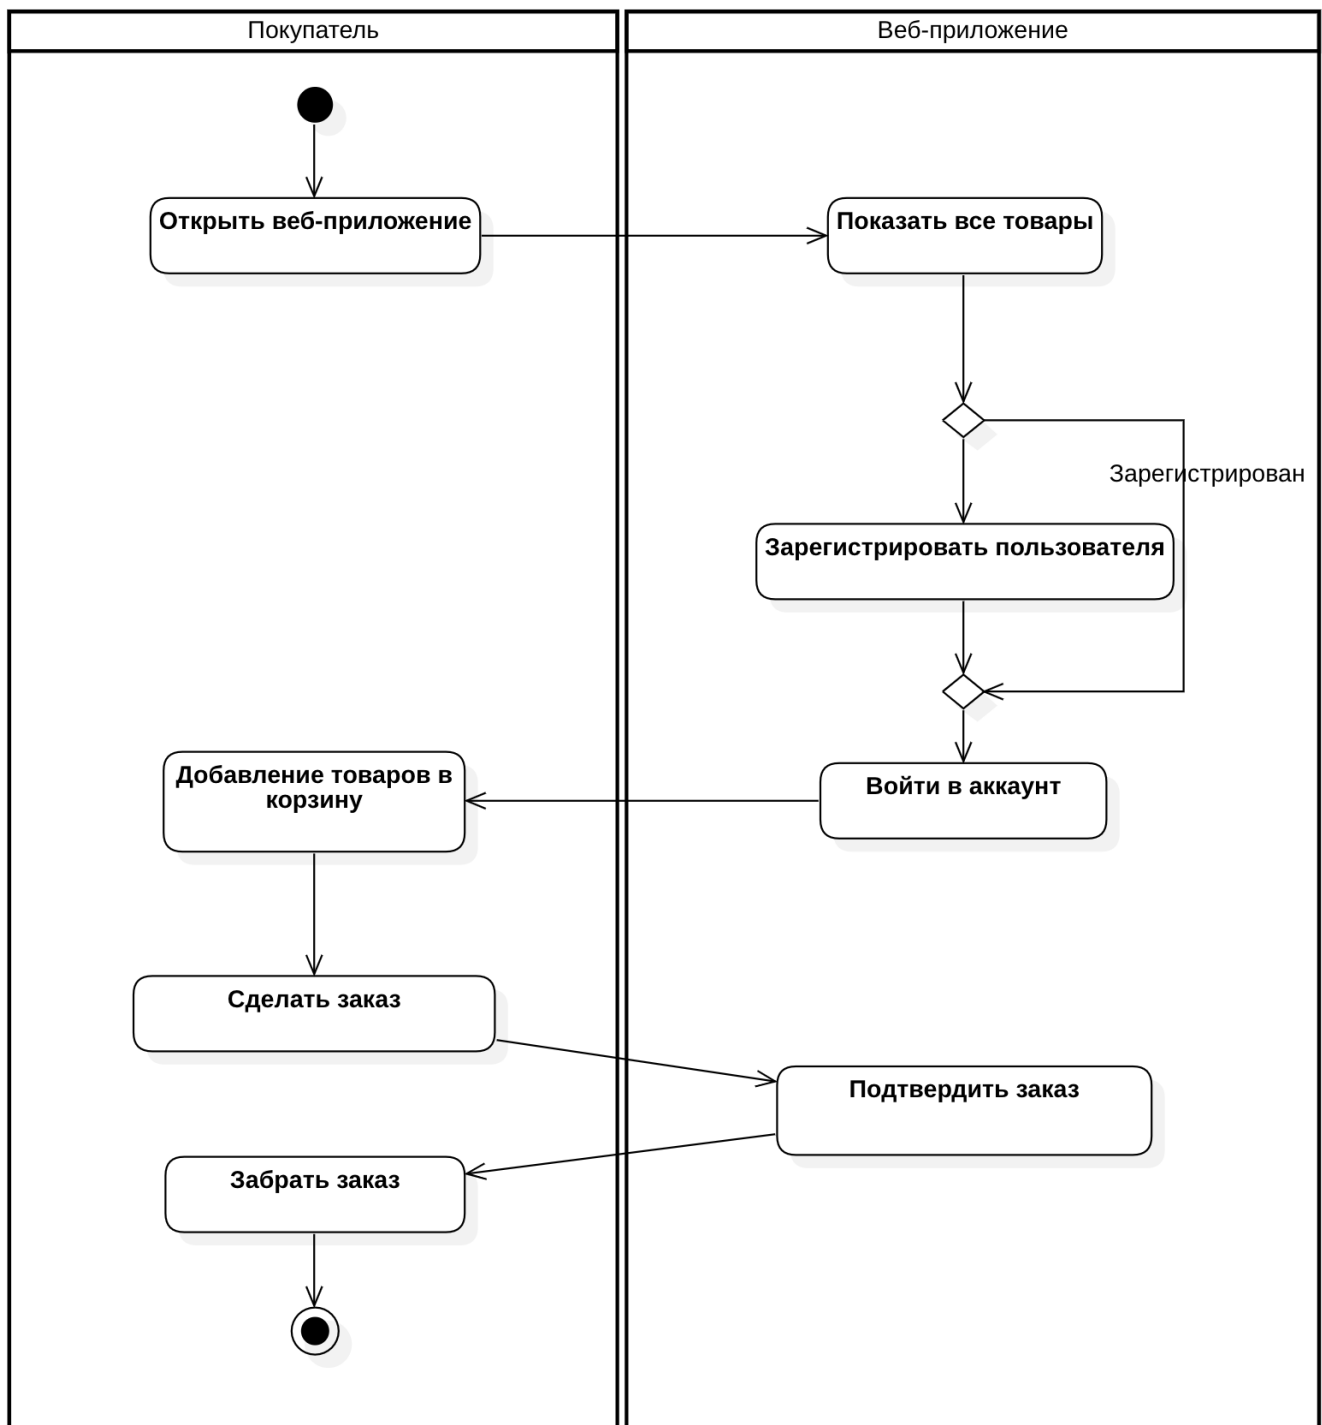 Покупатель
Веб-приложение
Открыть веб-приложение
Показать все товары
Зарегистрирован
Зарегистрировать пользователя
Добавление товаров в
корзину
Войти в аккаунт
Сделать заказ
Подтвердить заказ
Забрать заказ